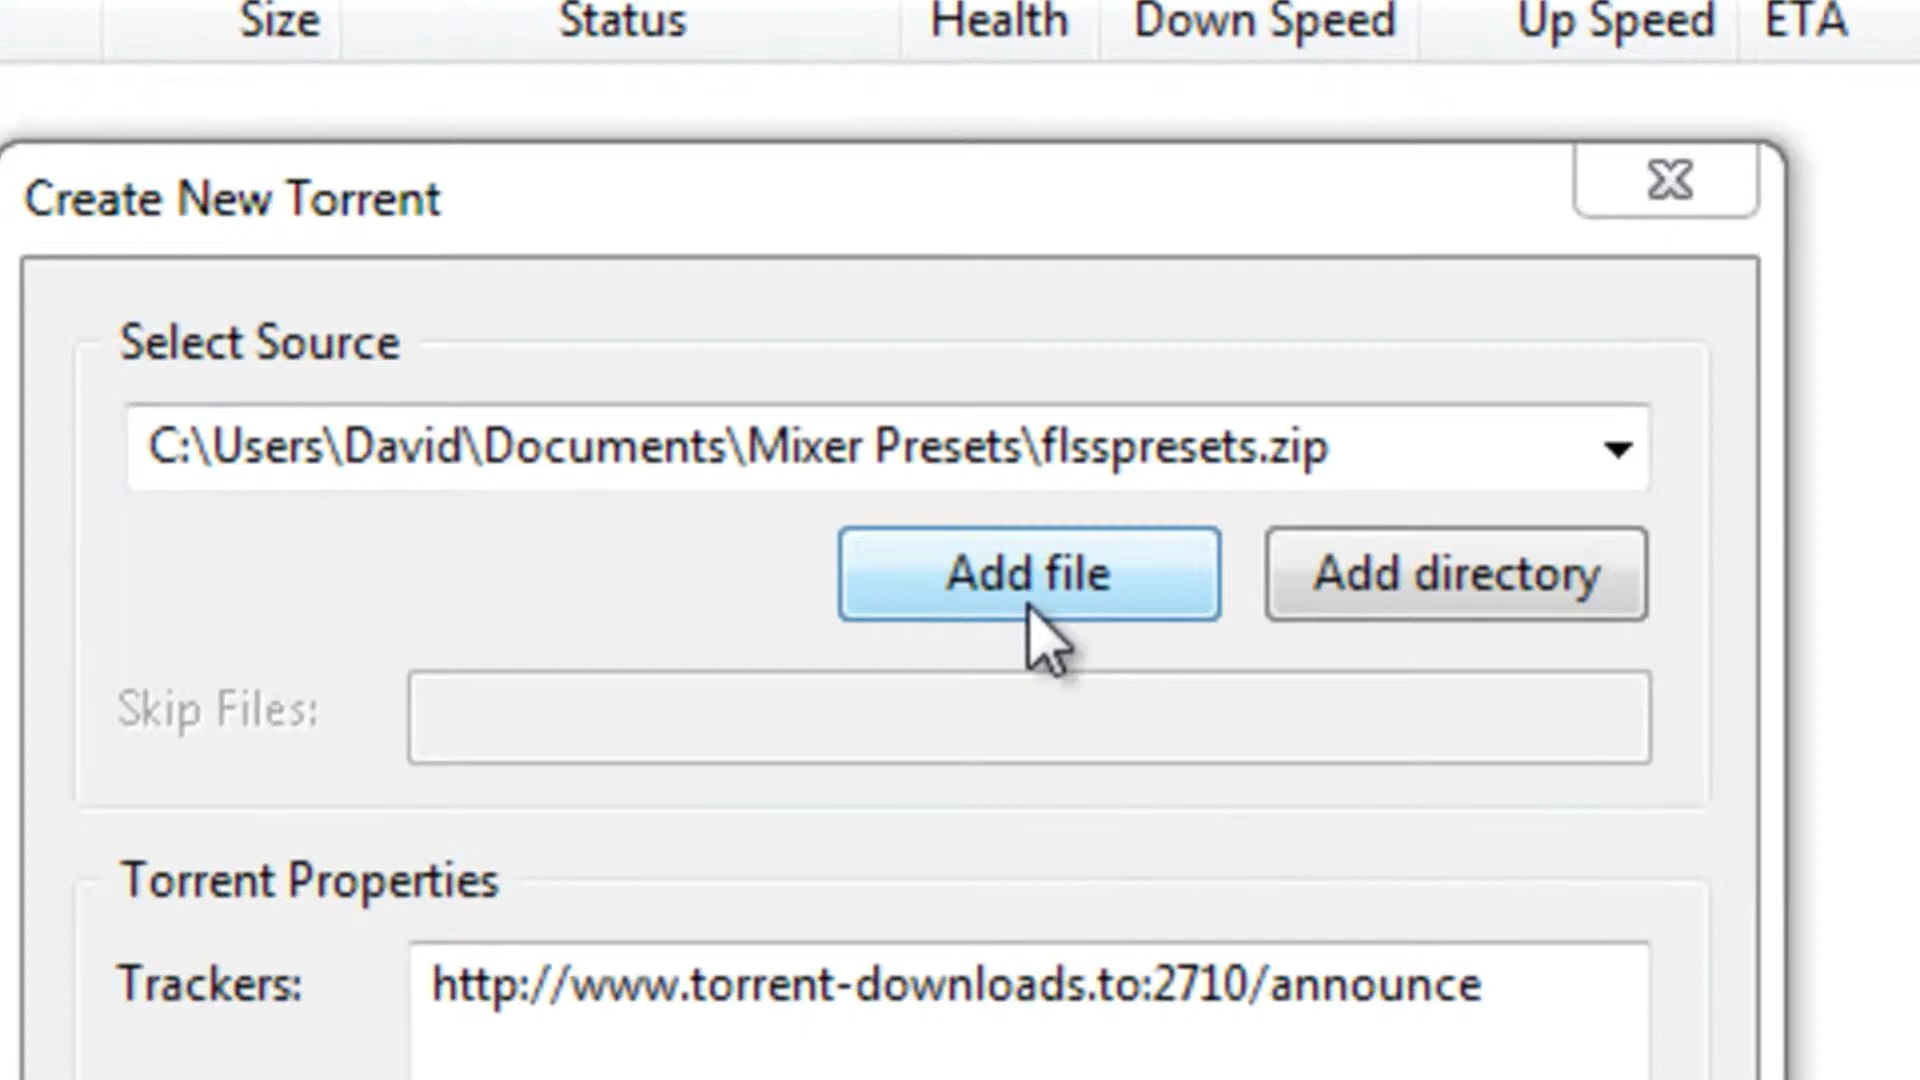 Size Status Health Down Speed Up Speed ETA
Create New Torrent
Select Source
C:\Users\David\Documents\Mixer Presets\flsspresets.zip
Add file Add directory
Skip Files:
Torrent Properties
Trackers: http://www.torrent-downloads.to:2710/announce